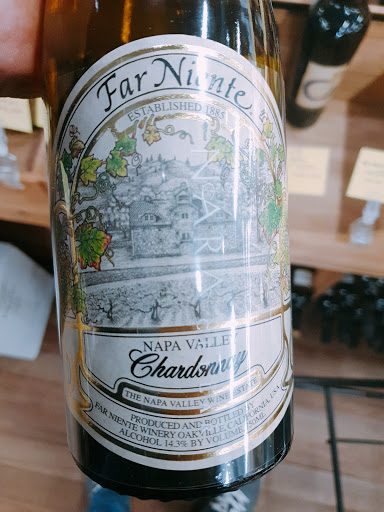 Far Niente
ESTABLISHED 1885
NAPA VALLEY
Chardonnay
THE NAPA VALLEY WINE ESTATE
PRODUCED AND BOTTLED BY
FAR NIENTE WINERY OAKVILLE, CALIFORNIA, USA
ALCOHOL 14.3% BY VOLUME